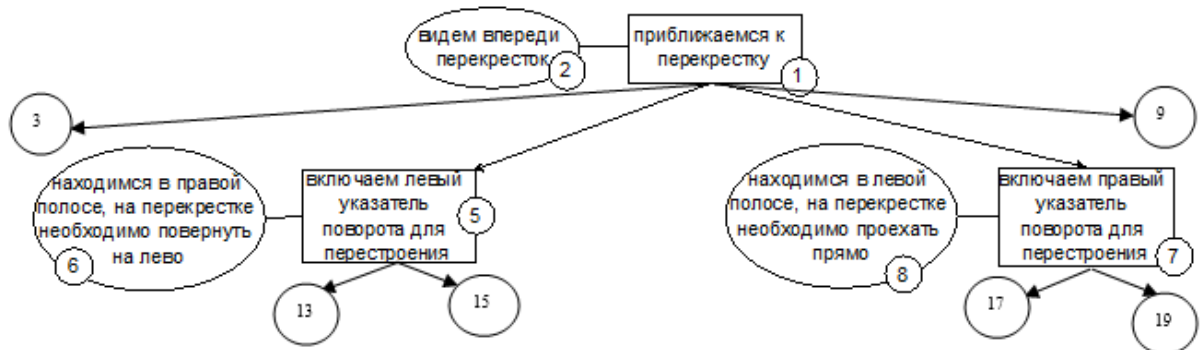 видем впереди
перекресток
2
приближаемся к
перекрестку
1
3
9
находимся в правой
полосе, на перекрестке
необходимо повернуть
на лево
6
включаем левый
указатель
поворота для
перестроения
5
находимся в левой
полосе, на перекрестке
необходимо проехать
прямо
8
включаем правый
указатель
поворота для
перестроения
7
13
15
17
19